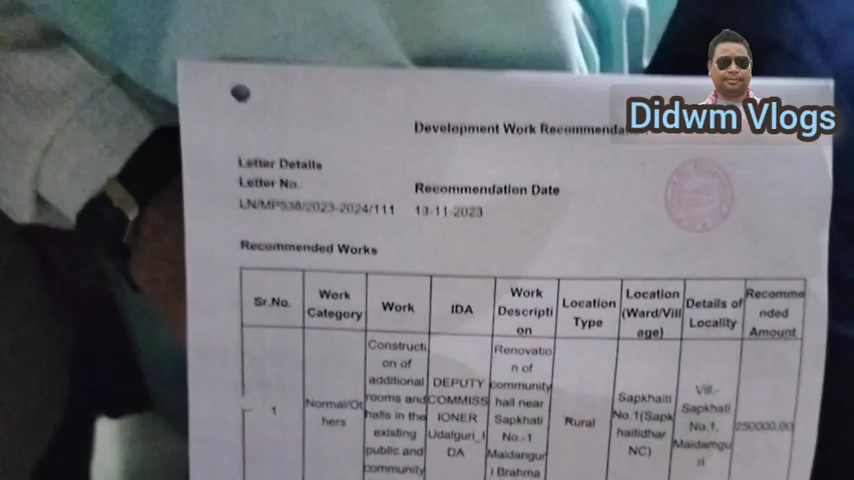 Didwm Vlogs
Development Work Recommenda
Letter Details
Letter No.
Recommendation Date
LN/MP538/2023-2024/111
13-11-2023
Recommended Works
Sr.No.
Work
Category
Work
IDA
Work
Descripti
on
Location
Type
Location
(Ward/Vill
age)
Details of
Locality
Recomme
nded
Amount
1
Normal/Ot
hers
Constructi
on of
additional
rooms and
halls in the
existing
public and
community
DEPUTY
COMMISS
IONER
Udalguri_I
DA
Renovatio
n of
community
hall near
Sapkhati
No.-1
Maidanguri
Brahma
Rural
Sapkhaiti
No.1(Sapk
haitidhar
NC)
Vill.-
Sapkhati
No.1,
Maidamgu
ri
250000.00